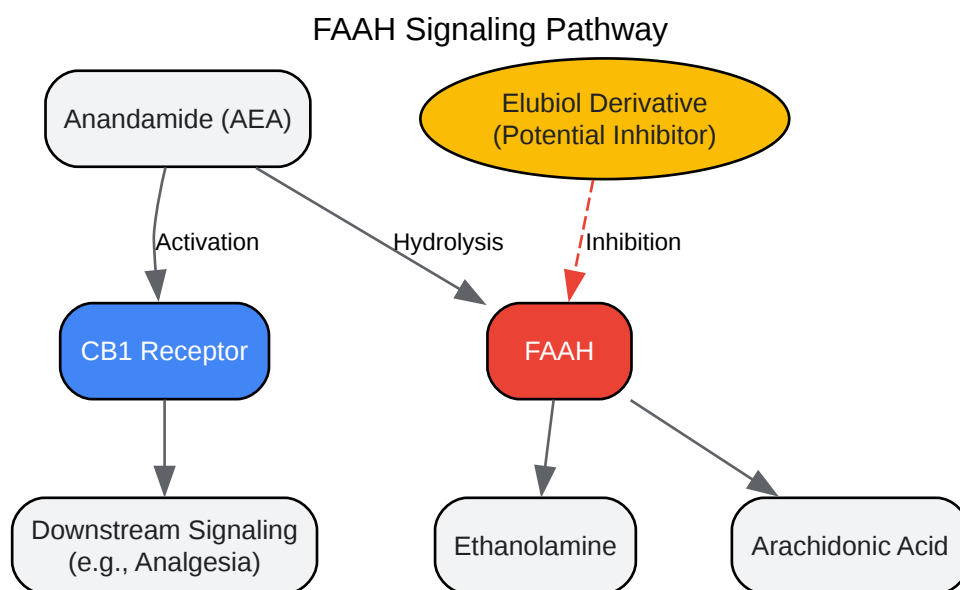 FAAH Signaling Pathway
Anandamide (AEA)
Elubiol Derivative
(Potential Inhibitor)
Activation
Hydrolysis
Inhibition
CB1 Receptor
FAAH
Downstream Signaling
(e.g., Analgesia)
Ethanolamine
Arachidonic Acid